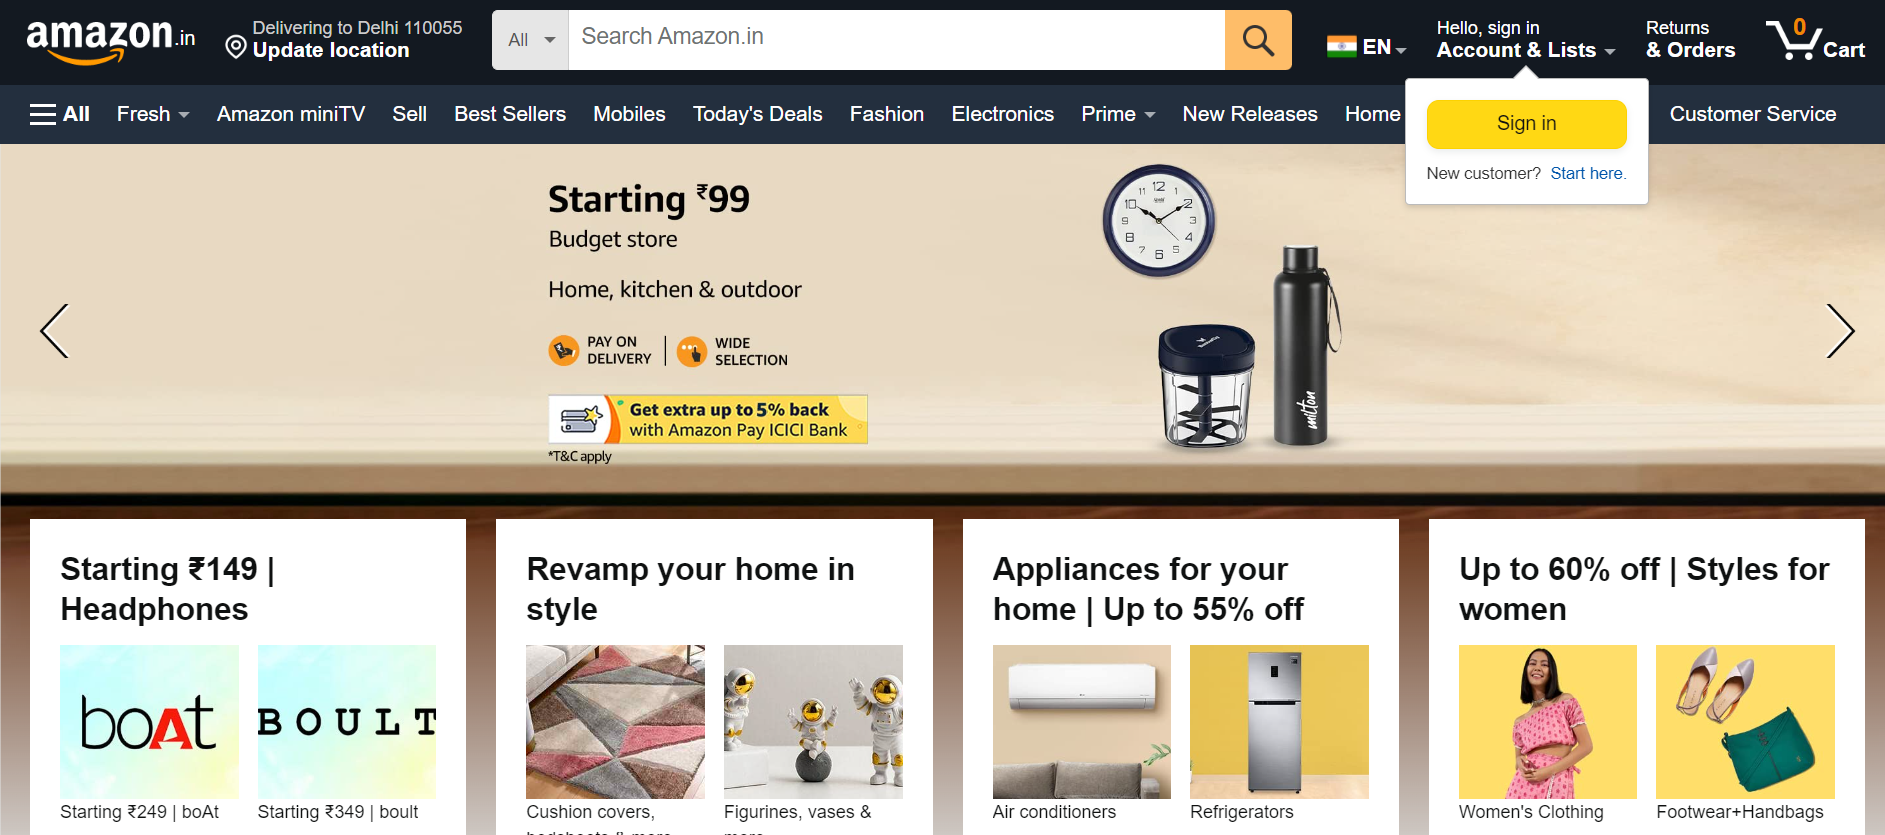 amazon.in
Delivering to Delhi 110055
Update location
All
Search Amazon.in
EN
Hello, sign in
Account & Lists
Returns
& Orders
0
Cart
All
Fresh
Amazon miniTV
Sell
Best Sellers
Mobiles
Today's Deals
Fashion
Electronics
Prime
New Releases
Home
Customer Service
Sign in
New customer? Start here.
Starting ₹99
Budget store
Home, kitchen & outdoor
PAY ON
DELIVERY
WIDE
SELECTION
Get extra up to 5% back
with Amazon Pay ICICI Bank
*T&C apply
12
1
2
3
4
5
6
7
8
9
10
11
milton
Starting ₹149 |
Headphones
Revamp your home in
style
Appliances for your
home | Up to 55% off
Up to 60% off | Styles for
women
boAt
BOULT
Starting ₹249 | boAt
Starting ₹349 | boult
Cushion covers,
bedsheets & more
Figurines, vases &
more
Air conditioners
Refrigerators
Women's Clothing
Footwear+Handbags